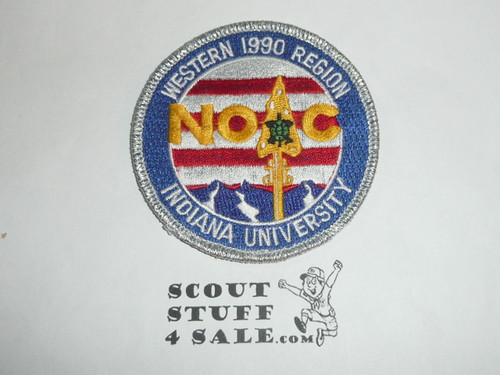 WESTERN 1990 REGION
NOAC
INDIANA UNIVERSITY
SCOUT
STUFF
4 SALE.COM